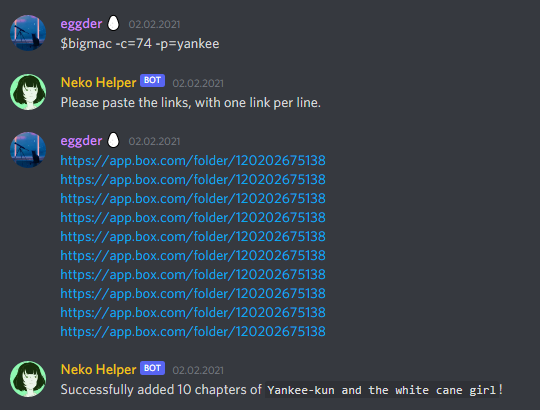 eggder 02.02.2021
$bigmac -c=74 -p=yankee
Neko Helper BOT 02.02.2021
Please paste the links, with one link per line.
eggder 02.02.2021
https://app.box.com/folder/120202675138
https://app.box.com/folder/120202675138
https://app.box.com/folder/120202675138
https://app.box.com/folder/120202675138
https://app.box.com/folder/120202675138
https://app.box.com/folder/120202675138
https://app.box.com/folder/120202675138
https://app.box.com/folder/120202675138
https://app.box.com/folder/120202675138
https://app.box.com/folder/120202675138
Neko Helper BOT 02.02.2021
Successfully added 10 chapters of Yankee-kun and the white cane girl!